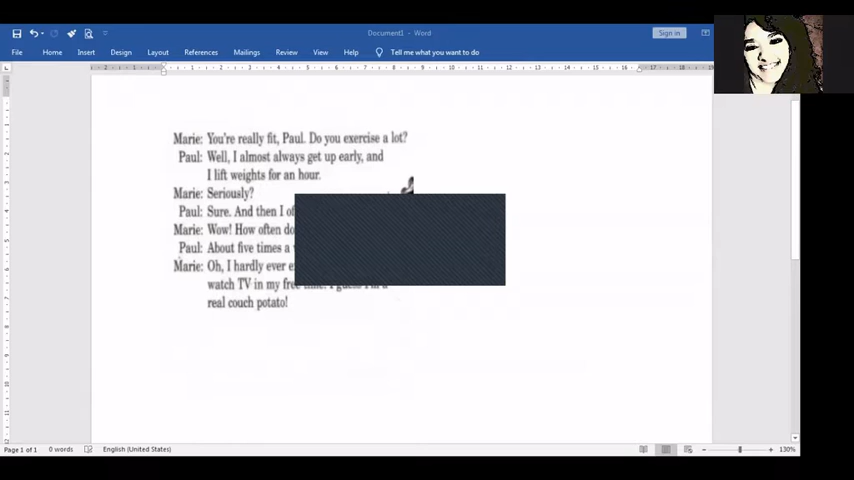 Document1 - Word
Sign in
File Home Insert Design Layout References Mailings Review View Help Tell me what you want to do
Marie: You're really fit, Paul. Do you exercise a lot?
Paul: Well, I almost always get up early, and
I lift weights for an hour.
Marie: Seriously?
Paul: Sure. And then I
Marie: Wow! How often do
Paul: About five times a
Marie: Oh, I hardly ever
watch TV in my free time. I guess I'm a
real couch potato!
Page 1 of 1 0 words English (United States) 130%